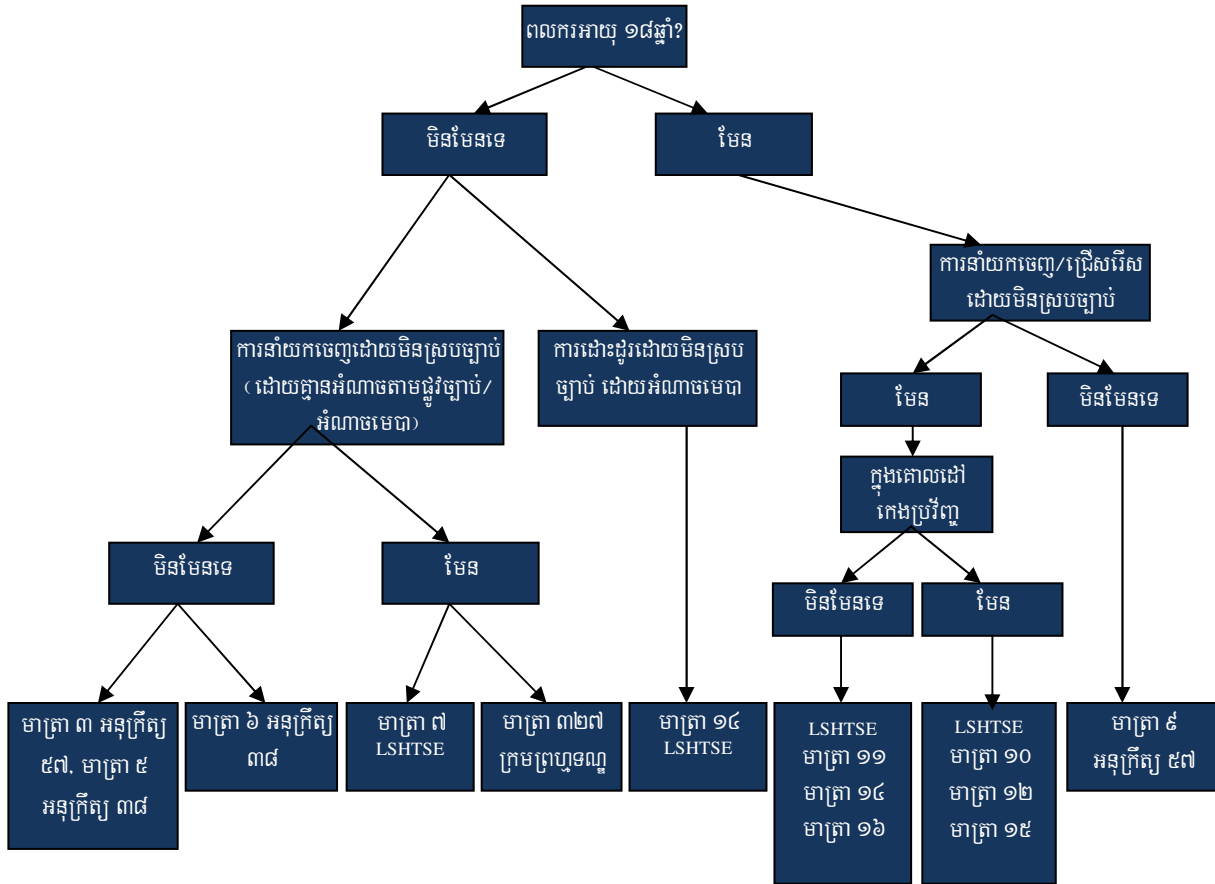 ពលករអាយុ ១៨ឆ្នាំ?
មិនមែនទេ
មែន
ការនាំយកចេញ/ជ្រើសរើស
ដោយមិនស្របច្បាប់
ការនាំយកចេញដោយមិនស្របច្បាប់
(ដោយគ្មានអំណាចតាមផ្លូវច្បាប់/
អំណាចមេបា)
ការដោះដូរដោយមិនស្រប
ច្បាប់ ដោយអំណាចមេបា
មែន
មិនមែនទេ
ក្នុងគោលដៅ
កេងប្រវ័ញ្ច
មិនមែនទេ
មែន
មិនមែនទេ
មែន
មាត្រា ៣ អនុក្រឹត្យ
៥៧, មាត្រា ៥
អនុក្រឹត្យ ៣៨
មាត្រា ៦ អនុក្រឹត្យ
៣៨
មាត្រា ៧
LSHTSE
មាត្រា ៣២៧
ក្រមព្រហ្មទណ្ឌ
មាត្រា ១៤
LSHTSE
LSHTSE
មាត្រា ១១
មាត្រា ១៤
មាត្រា ១៦
LSHTSE
មាត្រា ១០
មាត្រា ១២
មាត្រា ១៥
មាត្រា ៩
អនុក្រឹត្យ ៥៧